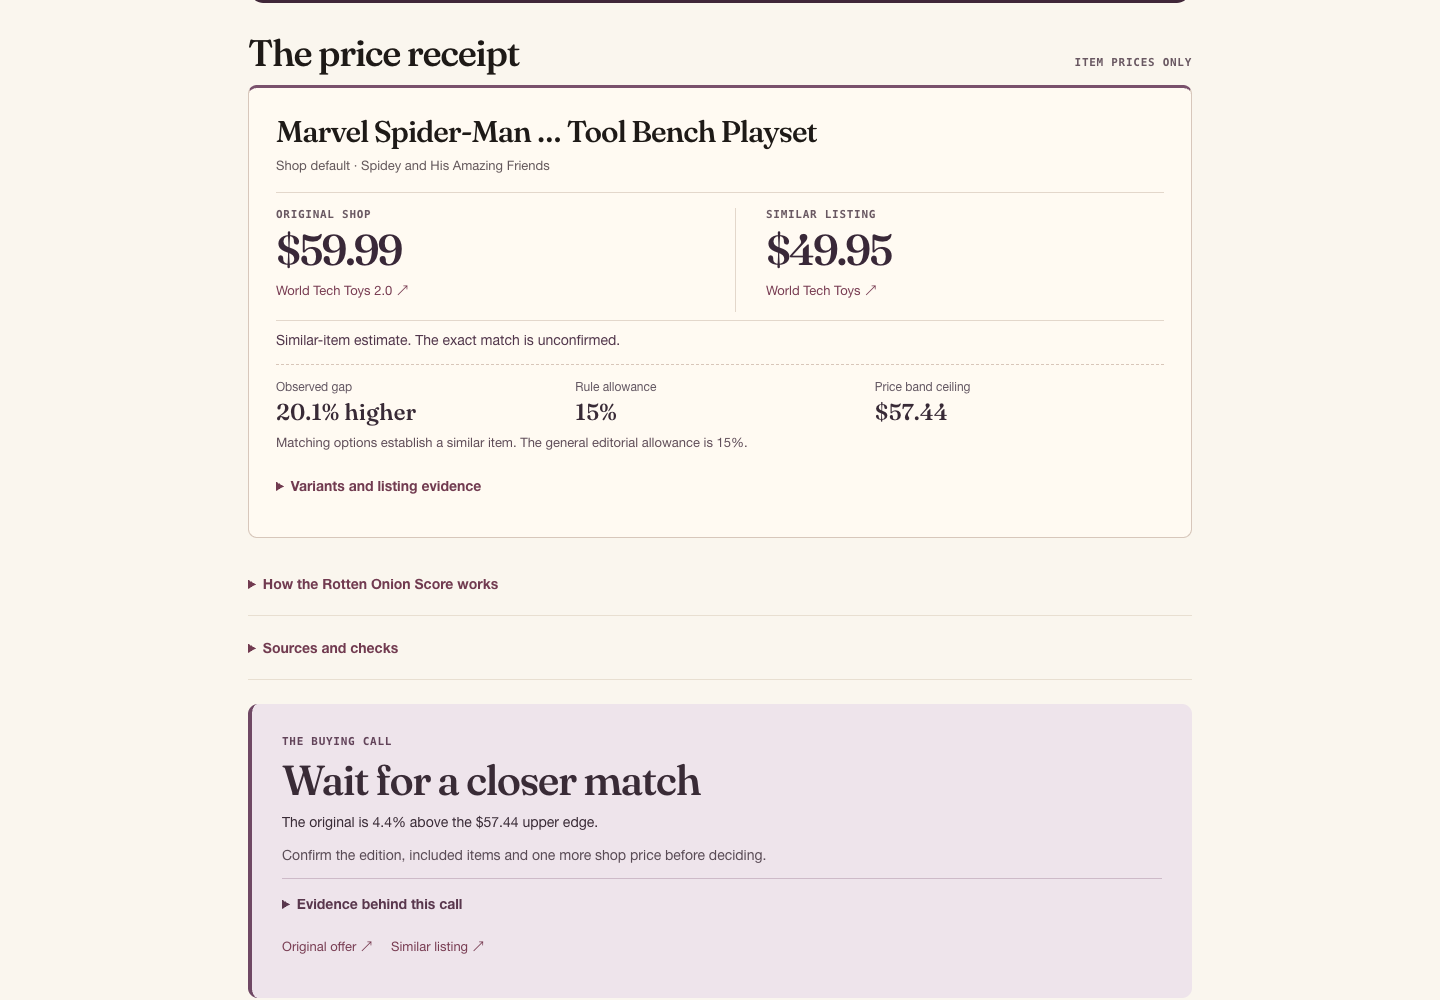 The price receipt
ITEM PRICES ONLY
Marvel Spider-Man … Tool Bench Playset
Shop default · Spidey and His Amazing Friends
ORIGINAL SHOP
$59.99
World Tech Toys 2.0 ↗
SIMILAR LISTING
$49.95
World Tech Toys ↗
Similar-item estimate. The exact match is unconfirmed.
Observed gap
20.1% higher
Rule allowance
15%
Price band ceiling
$57.44
Matching options establish a similar item. The general editorial allowance is 15%.
▶ Variants and listing evidence
▶ How the Rotten Onion Score works
▶ Sources and checks
THE BUYING CALL
Wait for a closer match
The original is 4.4% above the $57.44 upper edge.
Confirm the edition, included items and one more shop price before deciding.
▶ Evidence behind this call
Original offer ↗ Similar listing ↗